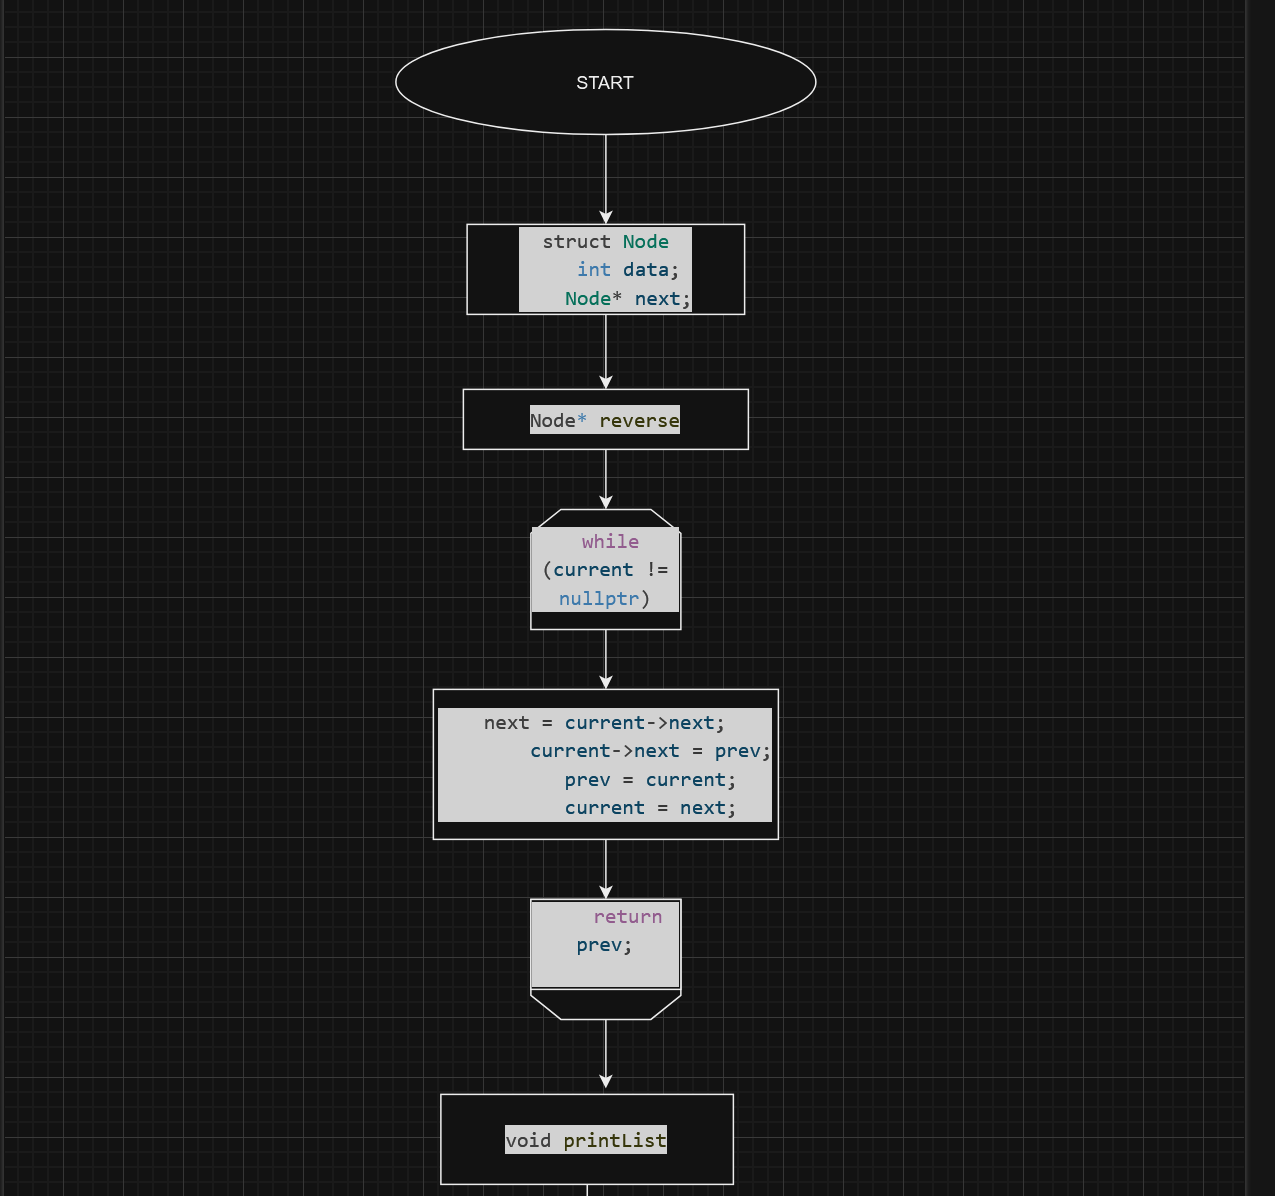 START
struct Node
int data;
Node* next;
Node* reverse
while
(current !=
nullptr)
next = current->next;
current->next = prev;
prev = current;
current = next;
return
prev;
void printList